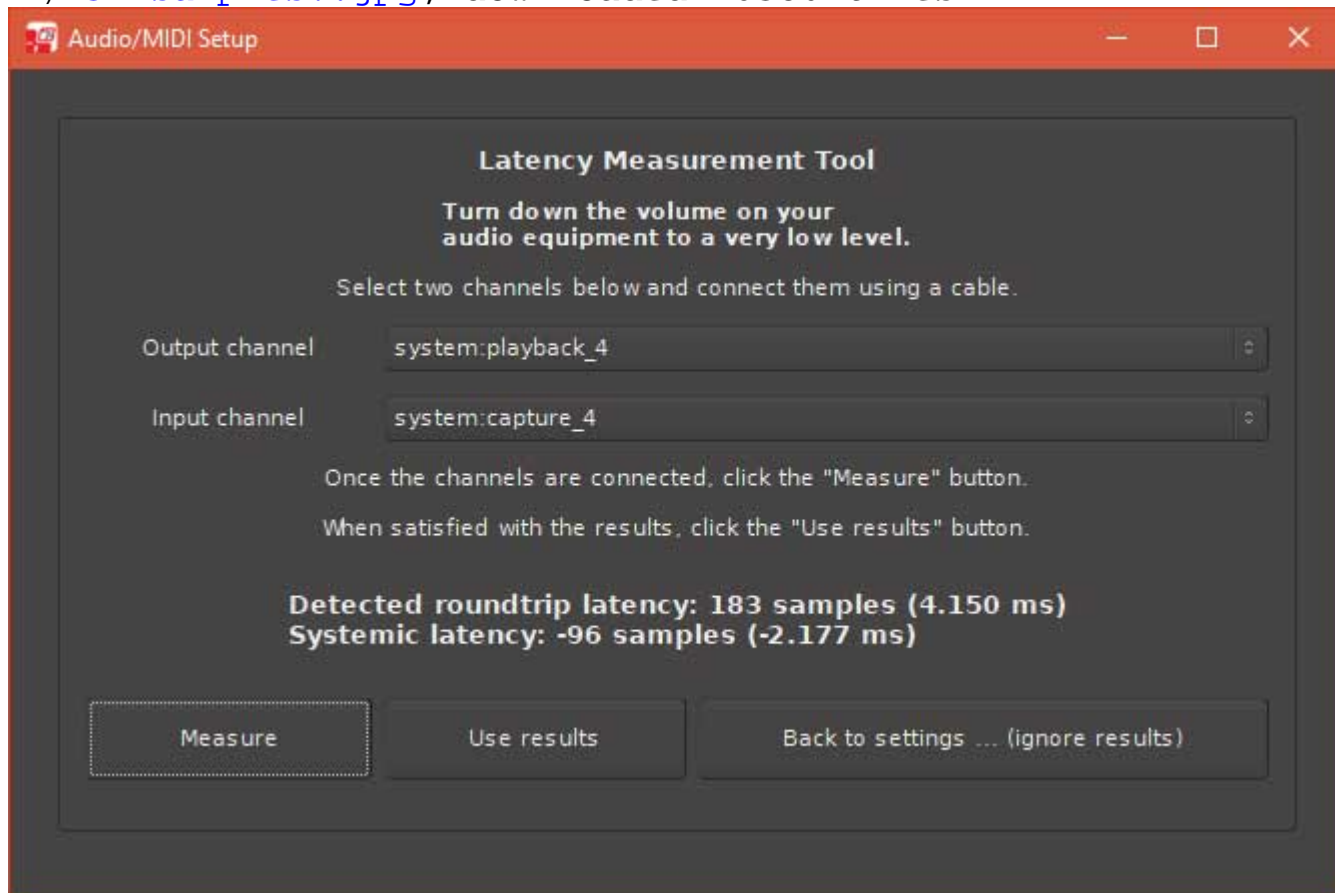 Audio/MIDI Setup
Latency Measurement Tool
Turn down the volume on your
audio equipment to a very low level.
Select two channels below and connect them using a cable.
Output channel system:playback_4
Input channel system:capture_4
Once the channels are connected, click the "Measure" button.
When satisfied with the results, click the "Use results" button.
Detected roundtrip latency: 183 samples (4.150 ms)
Systemic latency: -96 samples (-2.177 ms)
Measure Use results Back to settings ... (ignore results)